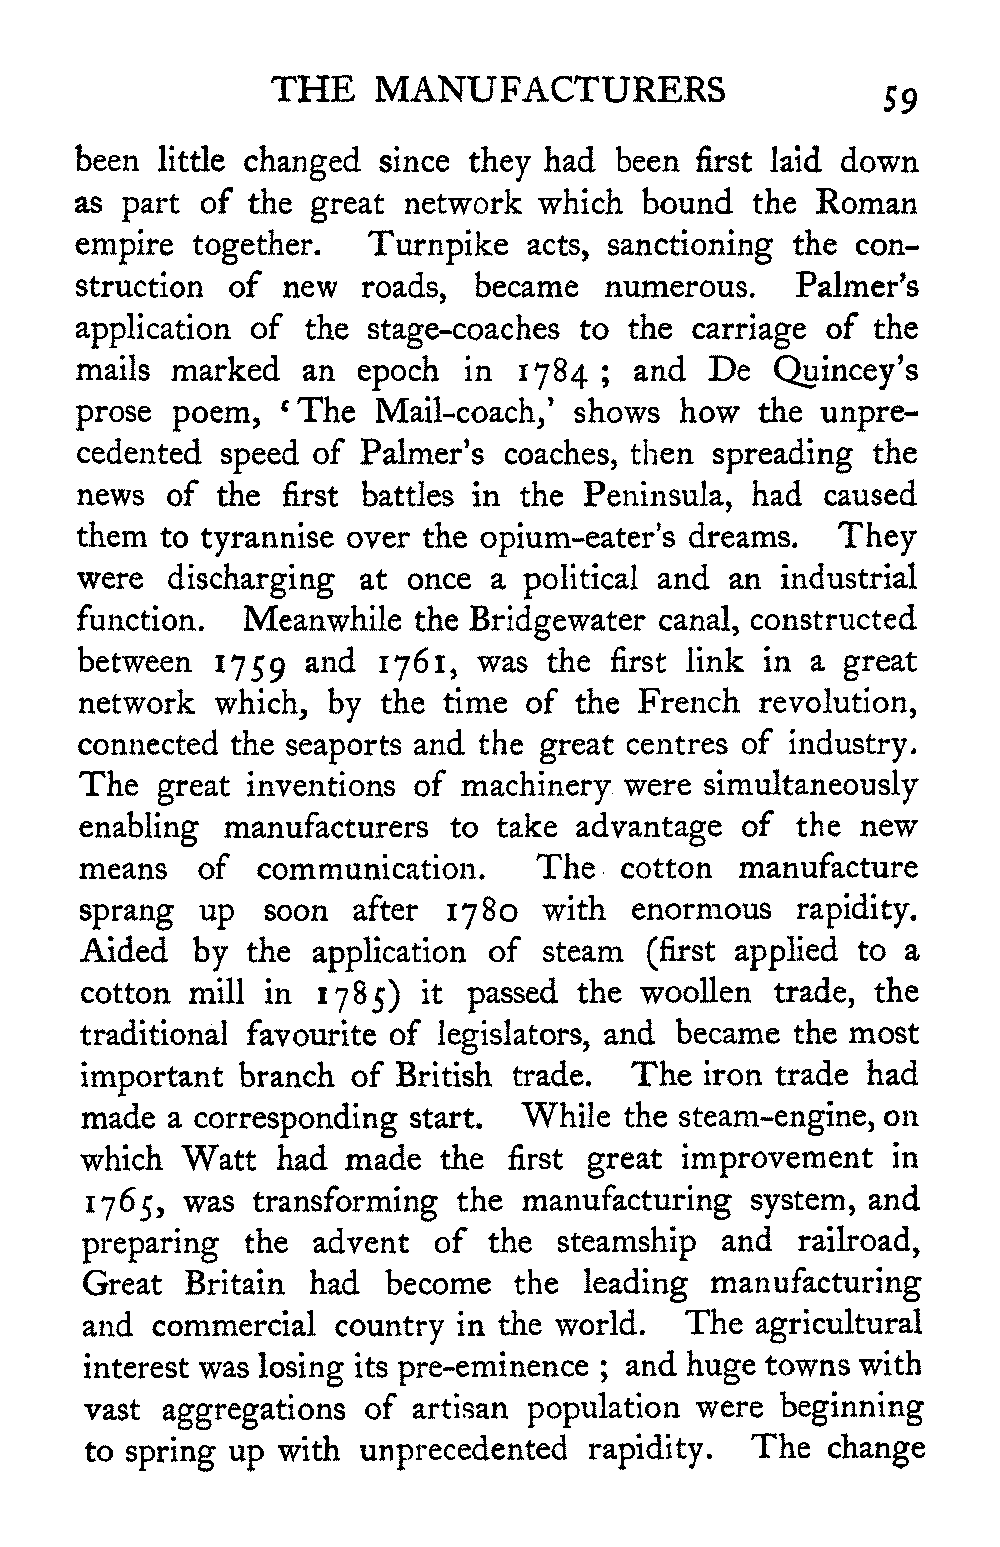 THE MANUFACTURERS 59
been little changed since they had been first laid down
as part of the great network which bound the Roman
empire together. Turnpike acts, sanctioning the con-
struction of new roads, became numerous. Palmer's
application of the stage-coaches to the carriage of the
mails marked an epoch in 1784 ; and De Quincey's
prose poem, ‘The Mail-coach,’ shows how the unpre-
cedented speed of Palmer's coaches, then spreading the
news of the first battles in the Peninsula, had caused
them to tyrannise over the opium-eater's dreams. They
were discharging at once a political and an industrial
function. Meanwhile the Bridgewater canal, constructed
between 1759 and 1761, was the first link in a great
network which, by the time of the French revolution,
connected the seaports and the great centres of industry.
The great inventions of machinery were simultaneously
enabling manufacturers to take advantage of the new
means of communication. The cotton manufacture
sprang up soon after 1780 with enormous rapidity.
Aided by the application of steam (first applied to a
cotton mill in 1785) it passed the woollen trade, the
traditional favourite of legislators, and became the most
important branch of British trade. The iron trade had
made a corresponding start. While the steam-engine, on
which Watt had made the first great improvement in
1765, was transforming the manufacturing system, and
preparing the advent of the steamship and railroad,
Great Britain had become the leading manufacturing
and commercial country in the world. The agricultural
interest was losing its pre-eminence ; and huge towns with
vast aggregations of artisan population were beginning
to spring up with unprecedented rapidity. The change